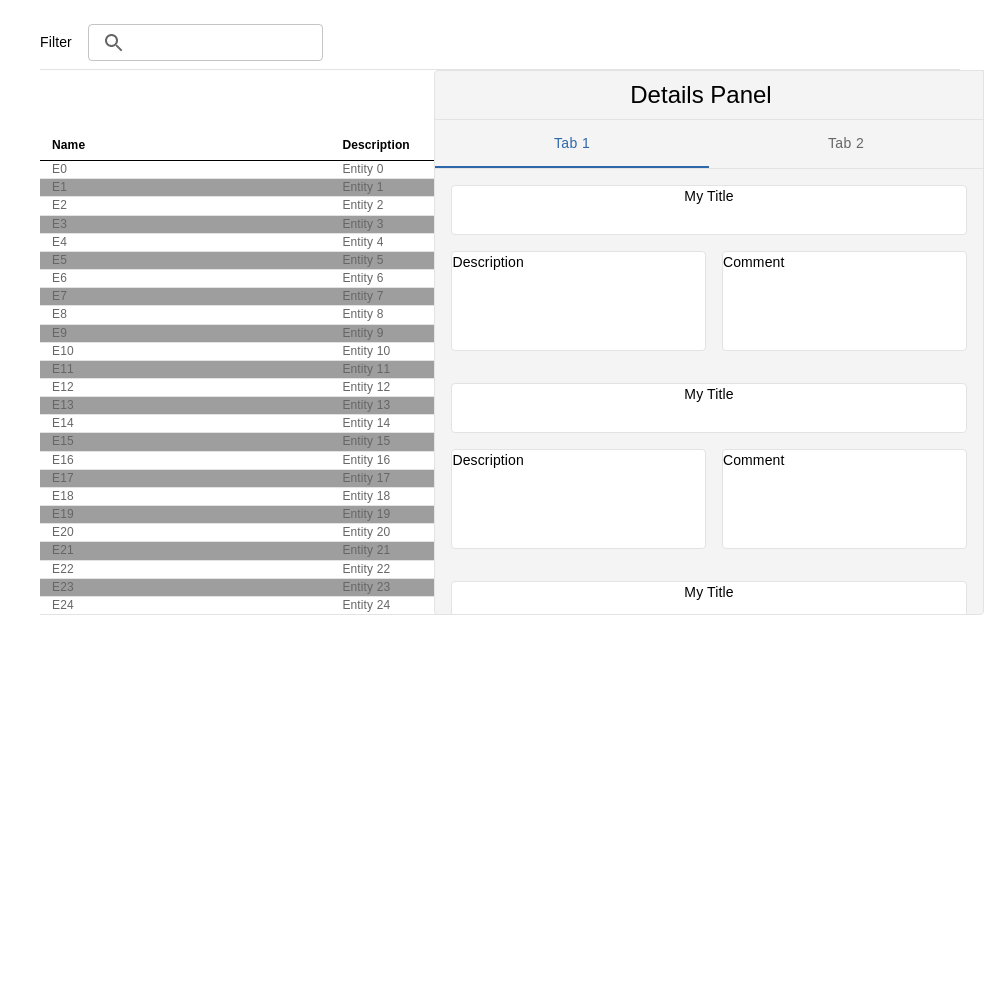 Filter
Details Panel
Tab 1 Tab 2
Name Description
E0 Entity 0
E1 Entity 1
E2 Entity 2
E3 Entity 3
E4 Entity 4
E5 Entity 5
E6 Entity 6
E7 Entity 7
E8 Entity 8
E9 Entity 9
E10 Entity 10
E11 Entity 11
E12 Entity 12
E13 Entity 13
E14 Entity 14
E15 Entity 15
E16 Entity 16
E17 Entity 17
E18 Entity 18
E19 Entity 19
E20 Entity 20
E21 Entity 21
E22 Entity 22
E23 Entity 23
E24 Entity 24
My Title
Description Comment
My Title
Description Comment
My Title